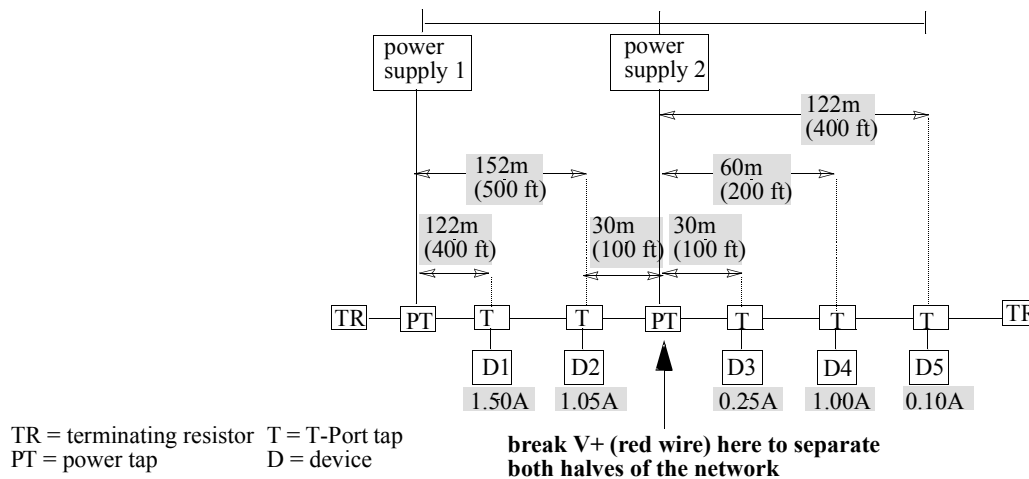 power
supply 1
power
supply 2
122m
(400 ft)
152m
(500 ft)
60m
(200 ft)
122m
(400 ft)
30m
(100 ft)
30m
(100 ft)
TR
PT
T
T
PT
T
T
T
TR
D1
D2
D3
D4
D5
1.50A
1.05A
0.25A
1.00A
0.10A
TR = terminating resistor T = T-Port tap
PT = power tap D = device
break V+ (red wire) here to separate
both halves of the network